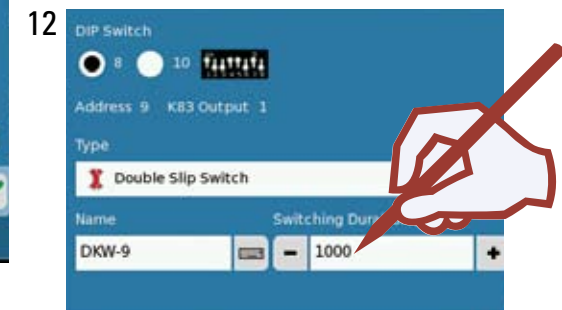 12
DIP Switch
8 10
Address 9 K83 Output 1
Type
Double Slip Switch
Name Switching
DKW-9 - 1000 +